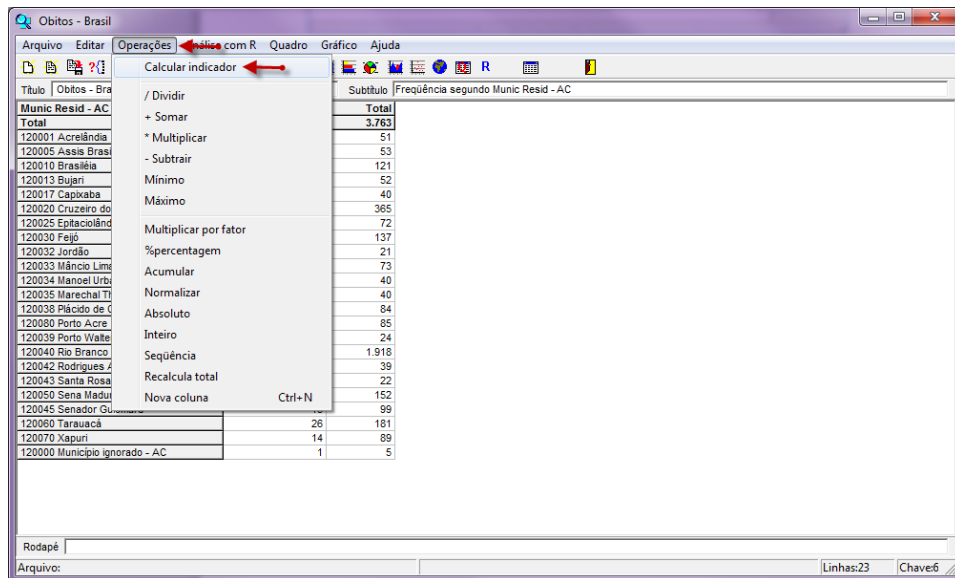 Obitos - Brasil
Arquivo Editar Operações com R Quadro Gráfico Ajuda
R
Título Obitos - Bra Subtítulo Freqüência segundo Munic Resid - AC
Calcular indicador
/ Dividir
+ Somar
* Multiplicar
- Subtrair
Mínimo
Máximo
Multiplicar por fator
%percentagem
Acumular
Normalizar
Absoluto
Inteiro
Seqüência
Recalcula total
Nova coluna Ctrl+N
Munic Resid - AC Total
Total 3.763
120001 Acrelândia 51
120005 Assis Brasi 53
120010 Brasiléia 121
120013 Bujari 52
120017 Capixaba 40
120020 Cruzeiro do 365
120025 Epitaciolând 72
120030 Feijó 137
120032 Jordão 21
120033 Mâncio Lima 73
120034 Manoel Urba 40
120035 Marechal Th 40
120038 Plácido de C 84
120080 Porto Acre 85
120039 Porto Walte 24
120040 Rio Branco 1.918
120042 Rodrigues A 39
120043 Santa Rosa 22
120050 Sena Madur 152
120045 Senador 99
120060 Tarauacá 26 181
120070 Xapuri 14 89
120000 Município ignorado - AC 1 5
Rodapé
Arquivo: Linhas:23 Chave:6